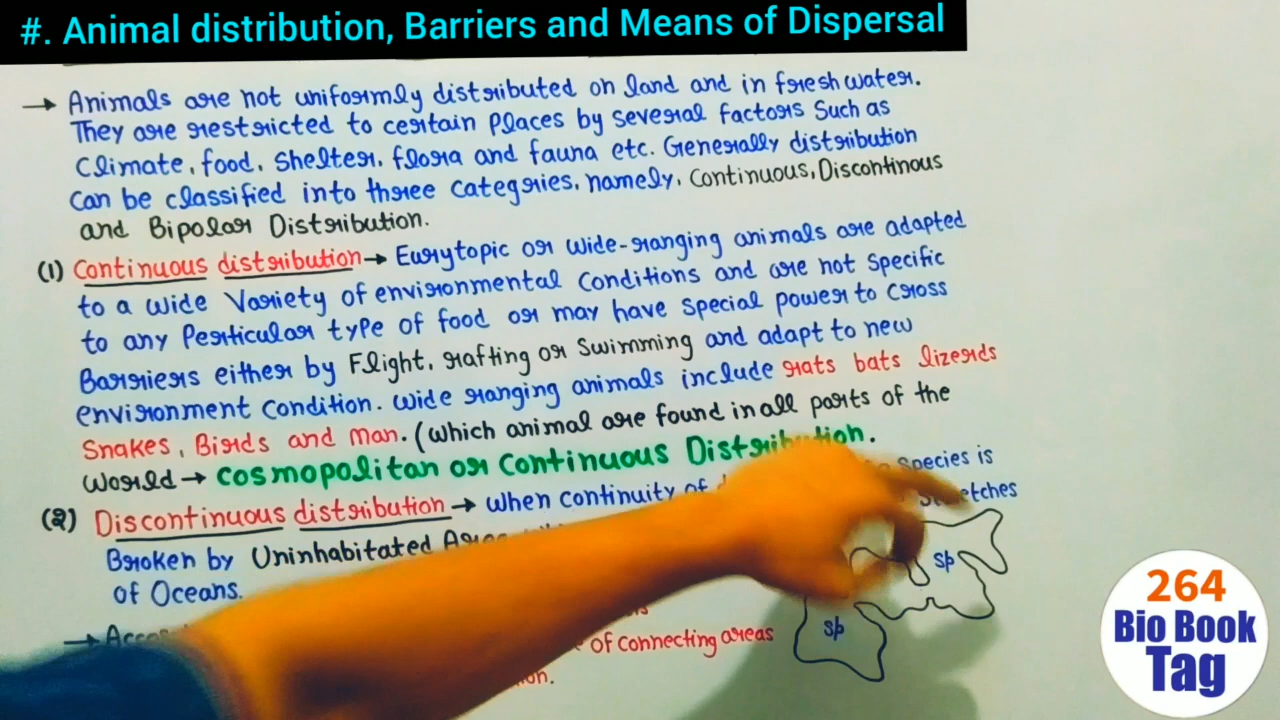 #. Animal distribution, Barriers and Means of Dispersal
→ Animals are not uniformly distributed on land and in fresh water.
They are restricted to certain Places by several factors Such as
Climate, food, Shelter, flora and fauna etc. Generally distribution
Can be classified into three categries, namely, Continuous, Discontinous
and Bipolar Distribution.
(1) Continuous distribution → Eurytopic or wide-ranging animals are adapted
to a wide Variety of environmental Conditions and are not Specific
to any Perticular type of food or may have Special power to Cross
Barriers either by Flight, rafting or Swimming and adapt to new
environment Condition. wide ranging animals include rats bats lizerds
Snakes, Birds and Man. (which animal are found in all parts of the
World → cosmopolitan or Continuous Distribution.
(2) Discontinuous distribution → when continuity of species is
Broken by Uninhabitated stretches
of Oceans.
→
of connecting areas
Sp
Sp
264
Bio Book
Tag